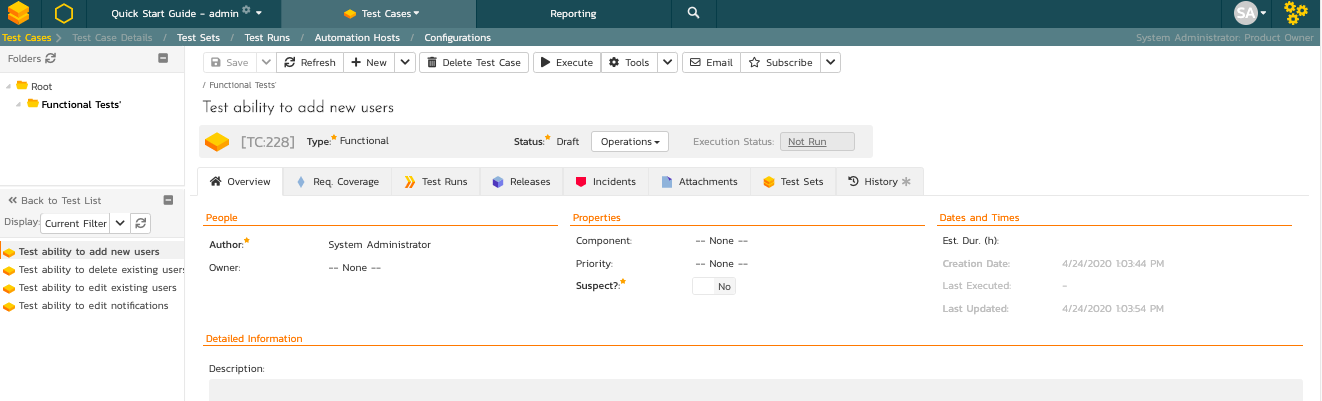 Quick Start Guide - admin Test Cases Reporting SA
Test Cases Test Case Details / Test Sets / Test Runs / Automation Hosts / Configurations System Administrator: Product Owner
Folders
Root
Functional Tests'
Back to Test List
Display: Current Filter
Test ability to add new users
Test ability to delete existing users
Test ability to edit existing users
Test ability to edit notifications
Save Refresh + New Delete Test Case Execute Tools Email Subscribe
/ Functional Tests'
Test ability to add new users
[TC:228] Type:* Functional Status:* Draft Operations Execution Status: Not Run
Overview Req. Coverage Test Runs Releases Incidents Attachments Test Sets History *
People Properties Dates and Times
Author:* System Administrator Component: -- None -- Est. Dur. (h):
Owner: -- None -- Priority: -- None -- Creation Date: 4/24/2020 1:03:44 PM
Suspect?:* No Last Executed: -
Last Updated: 4/24/2020 1:03:54 PM
Detailed Information
Description: